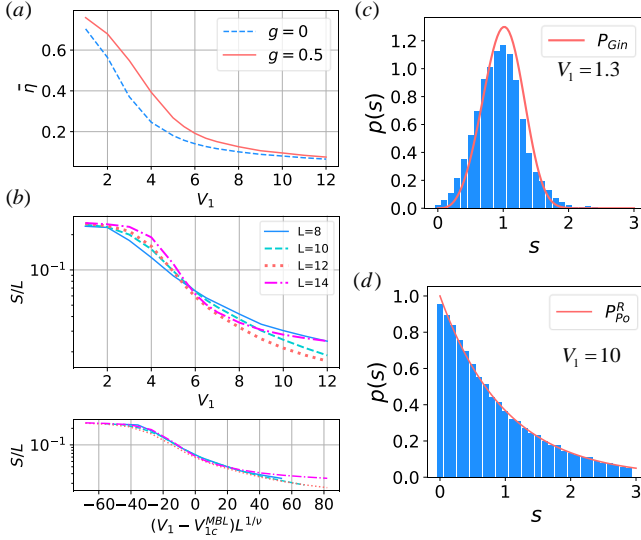 (a)
g = 0
g = 0.5
η̄
0.6
0.4
0.2
2 4 6 8 10 12
V₁
(b)
L=8
L=10
L=12
L=14
S/L
10⁻¹
2 4 6 8 10 12
V₁
S/L
10⁻¹
−60 −40 −20 0 20 40 60 80
(V₁ − V₁c^MBL)L^1/ν
(c)
P_Gin
V₁ = 1.3
p(s)
1.2
1.0
0.8
0.6
0.4
0.2
0.0
0 1 2 3
s
(d)
P_Po^R
V₁ = 10
p(s)
1.0
0.8
0.6
0.4
0.2
0.0
0 1 2 3
s